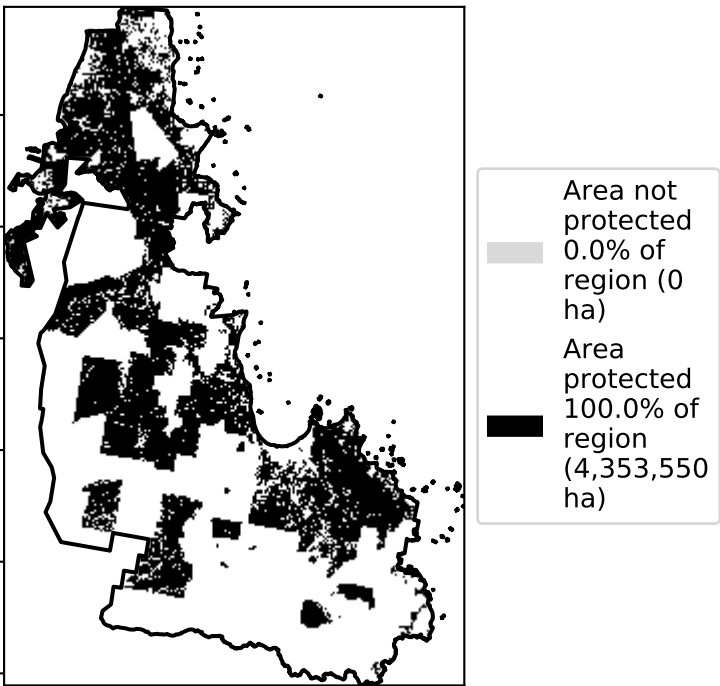 Area not
protected
0.0% of
region (0
ha)
Area
protected
100.0% of
region
(4,353,550
ha)